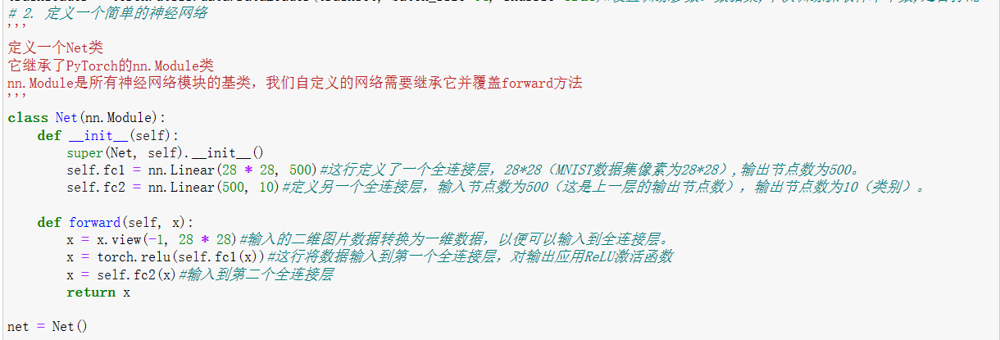 # 2. 定义一个简单的神经网络
'''
定义一个Net类
它继承了PyTorch的nn.Module类
nn.Module是所有神经网络模块的基类，我们自定义的网络需要继承它并覆盖forward方法
'''
class Net(nn.Module):
    def __init__(self):
        super(Net, self).__init__()
        self.fc1 = nn.Linear(28 * 28, 500)#这行定义了一个全连接层，28*28（MNIST数据集像素为28*28）,输出节点数为500。
        self.fc2 = nn.Linear(500, 10)#定义另一个全连接层，输入节点数为500（这是上一层的输出节点数），输出节点数为10（类别）。
    def forward(self, x):
        x = x.view(-1, 28 * 28)#输入的二维图片数据转换为一维数据，以便可以输入到全连接层。
        x = torch.relu(self.fc1(x))#这行将数据输入到第一个全连接层，对输出应用ReLU激活函数
        x = self.fc2(x)#输入到第二个全连接层
        return x
net = Net()